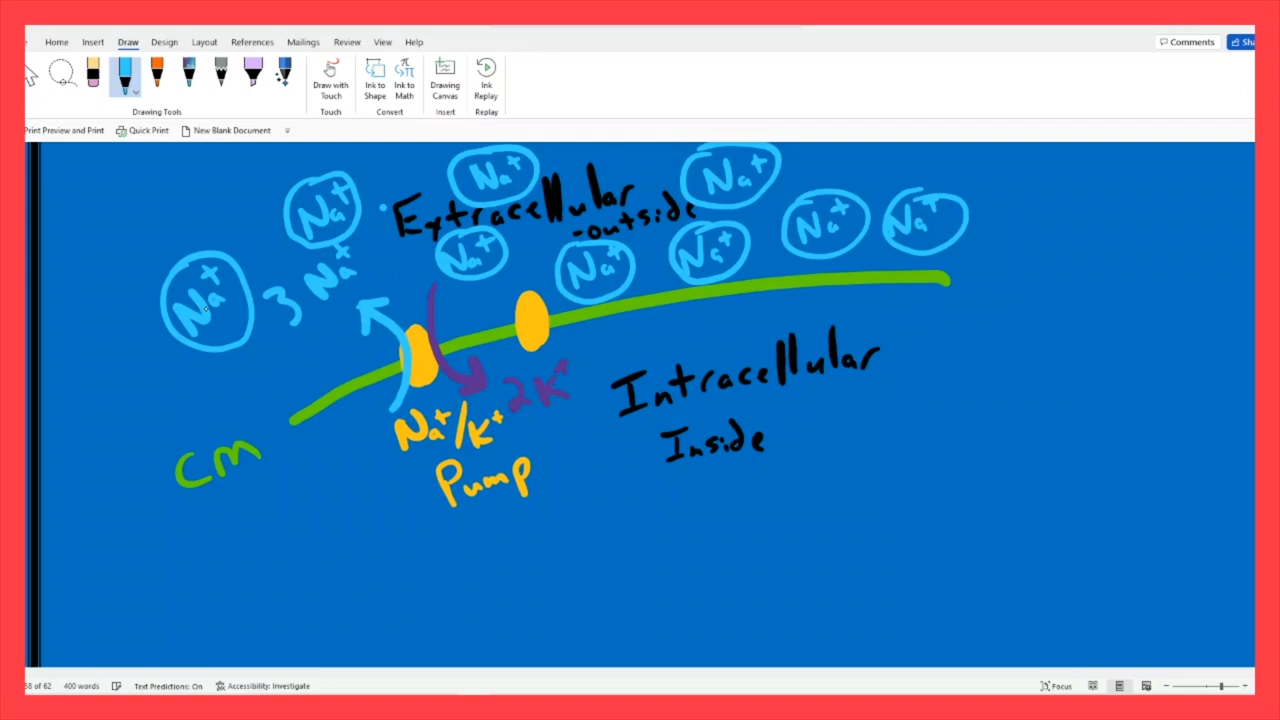 Home Insert Draw Design Layout References Mailings Review View Help
Comments
Draw with Touch
Ink to Shape
Ink to Math
Drawing Canvas
Ink Replay
Drawing Tools
Touch
Convert
Insert
Replay
Print Preview and Print Quick Print New Blank Document
Na+
Na+
Na+
Na+
Extracellular
-outside
Na+
Na+
Na+
Na+
Na+
Na+
3 Na+
2K+
Na+/K+
Pump
CM
Intracellular
Inside
of 62 400 words Text Predictions: On Accessibility: Investigate
Focus